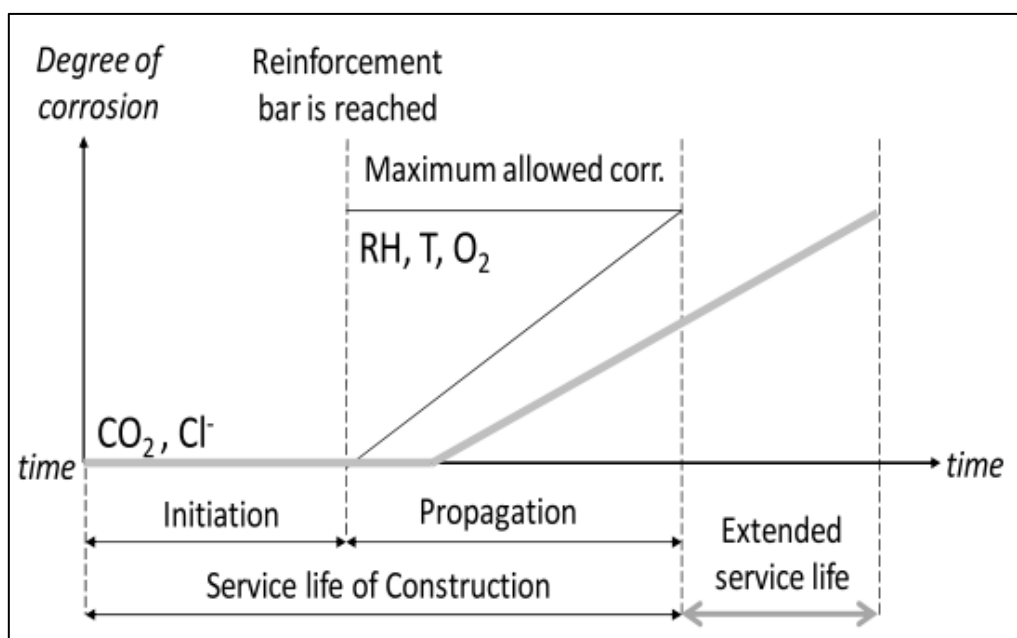 Degree of
corrosion
Reinforcement
bar is reached
Maximum allowed corr.
RH, T, O₂
CO₂ , Cl⁻
time
time
Initiation
Propagation
Extended
service life
Service life of Construction